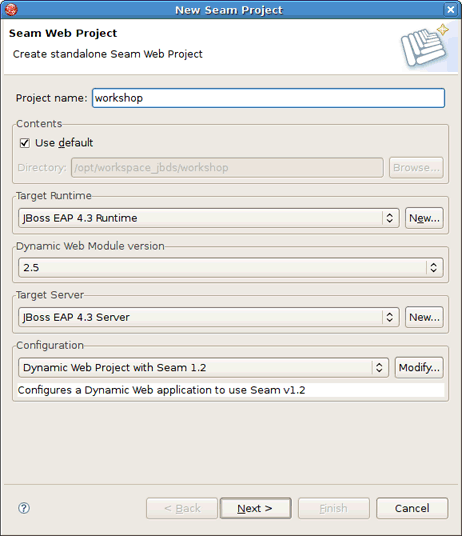 New Seam Project
Seam Web Project
Create standalone Seam Web Project
Project name: workshop
Contents
Use default
Directory: /opt/workspace_jbds/workshop Browse...
Target Runtime
JBoss EAP 4.3 Runtime New...
Dynamic Web Module version
2.5
Target Server
JBoss EAP 4.3 Server New...
Configuration
Dynamic Web Project with Seam 1.2 Modify...
Configures a Dynamic Web application to use Seam v1.2
? < Back Next > Finish Cancel